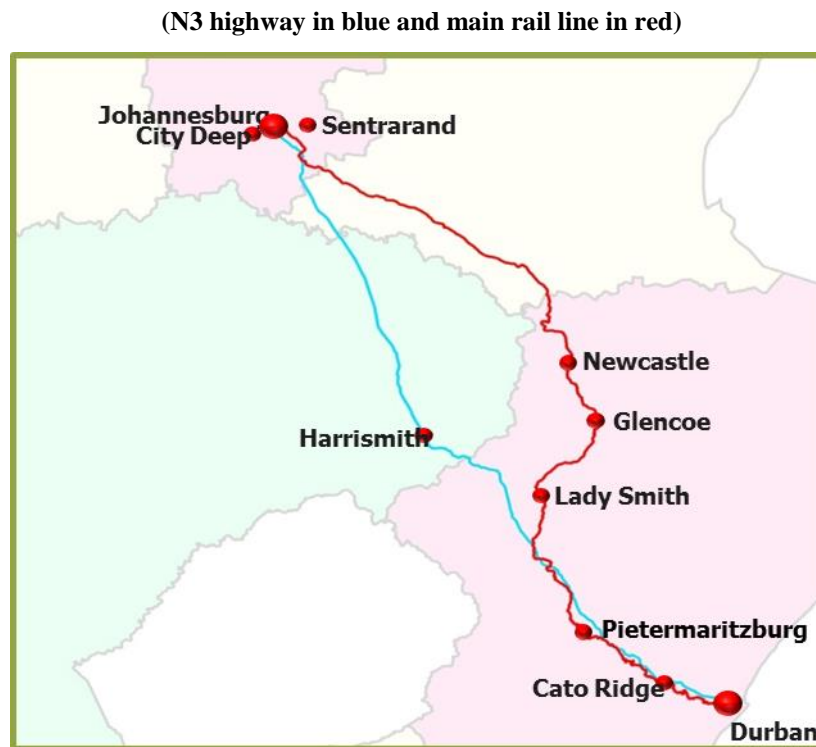 (N3 highway in blue and main rail line in red)
Johannesburg
City Deep
Sentrarand
Newcastle
Glencoe
Harrismith
Lady Smith
Pietermaritzburg
Cato Ridge
Durban